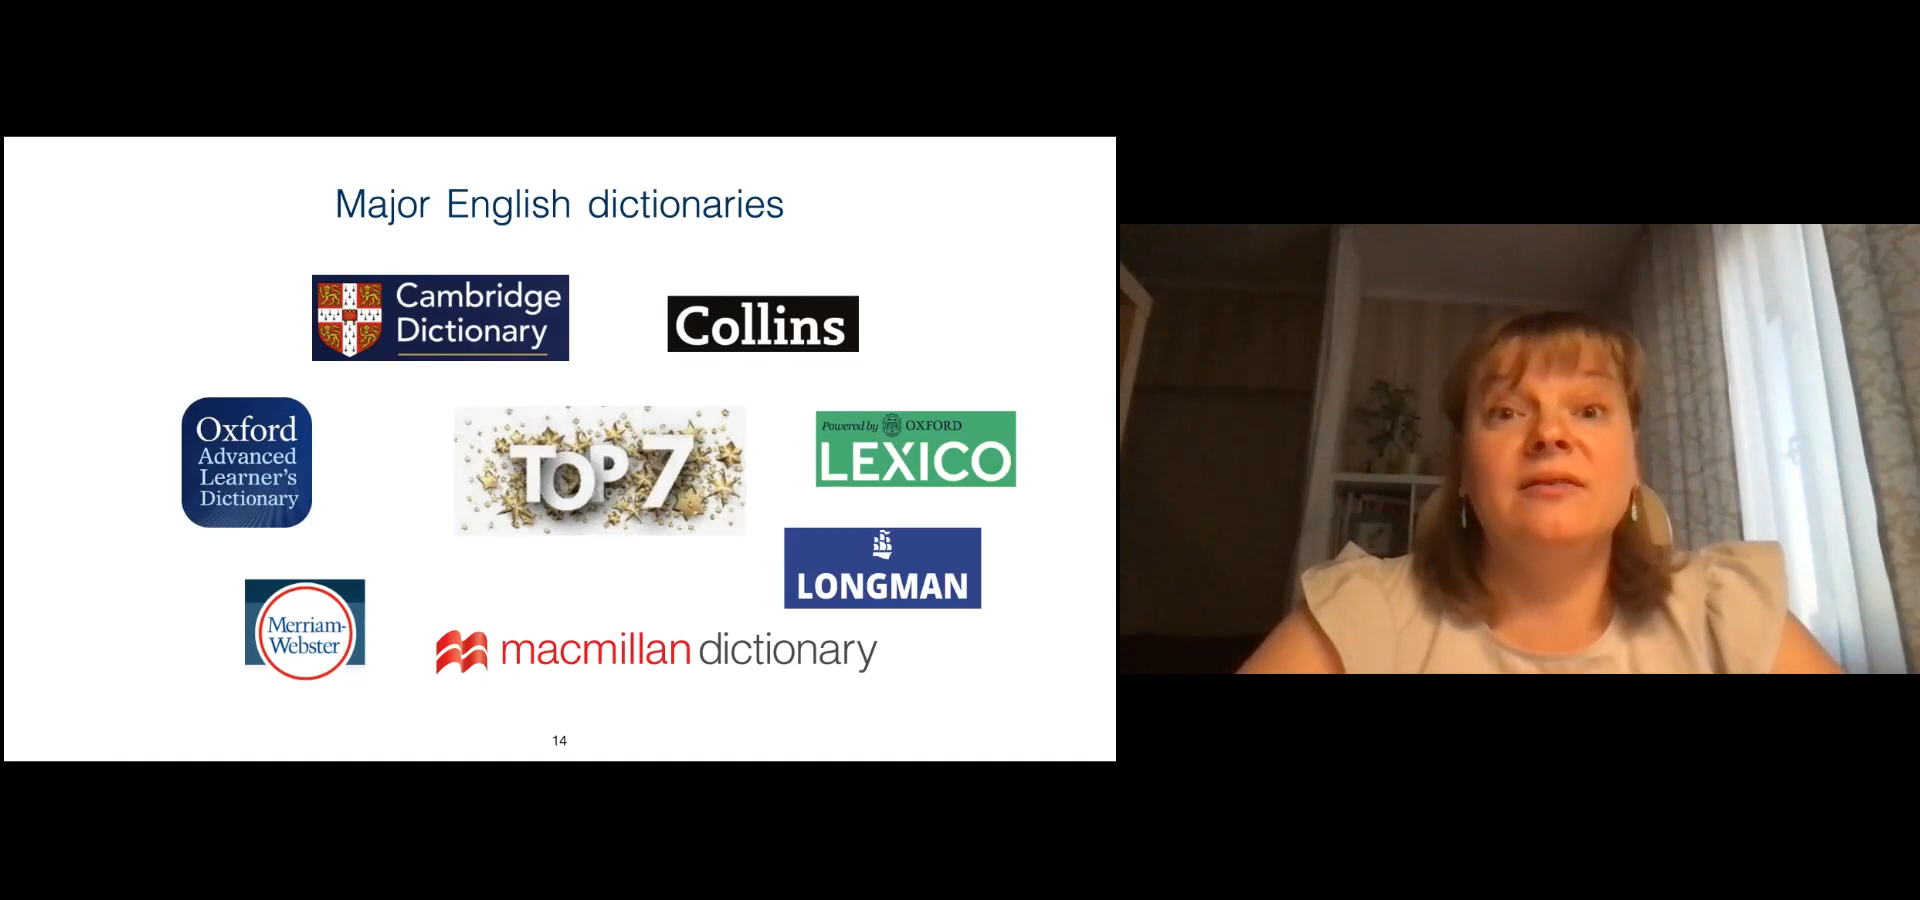 Major English dictionaries
Cambridge
Dictionary
Collins
Oxford
Advanced
Learner's
Dictionary
TOP 7
Powered by OXFORD
LEXICO
LONGMAN
Merriam-
Webster
macmillan dictionary
14